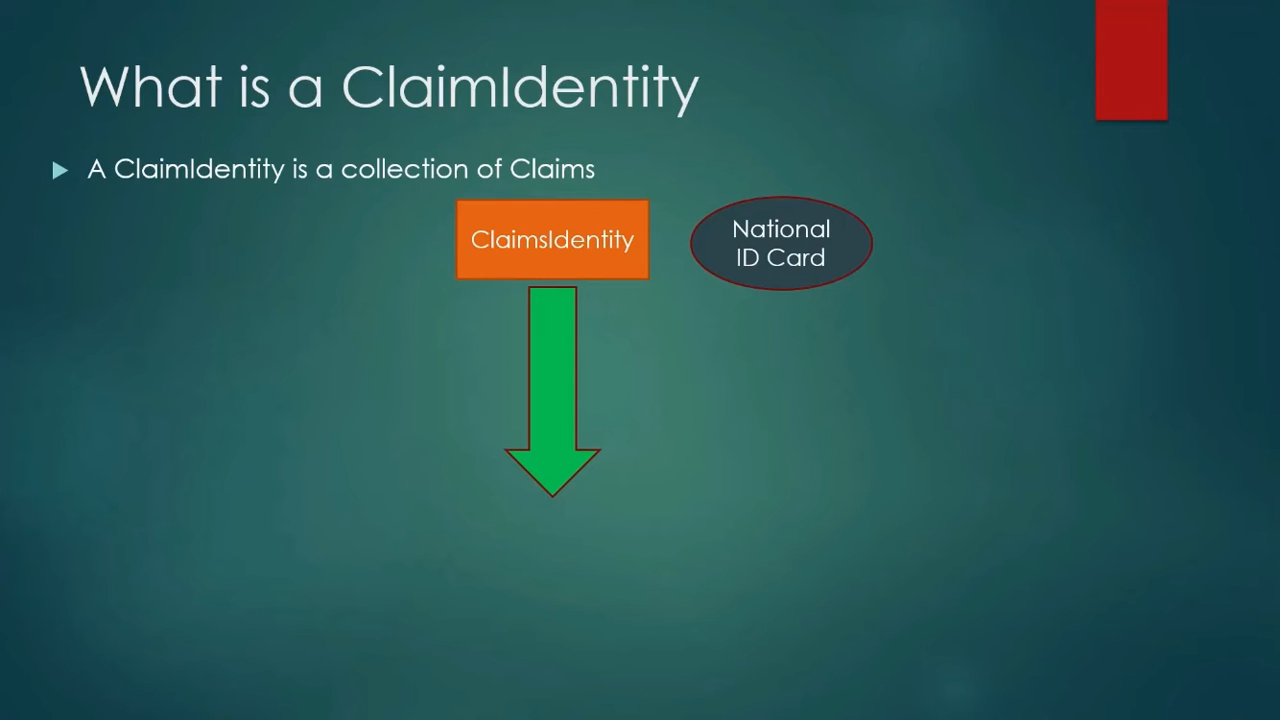 What is a ClaimIdentity
A ClaimIdentity is a collection of Claims
ClaimsIdentity
National
ID Card